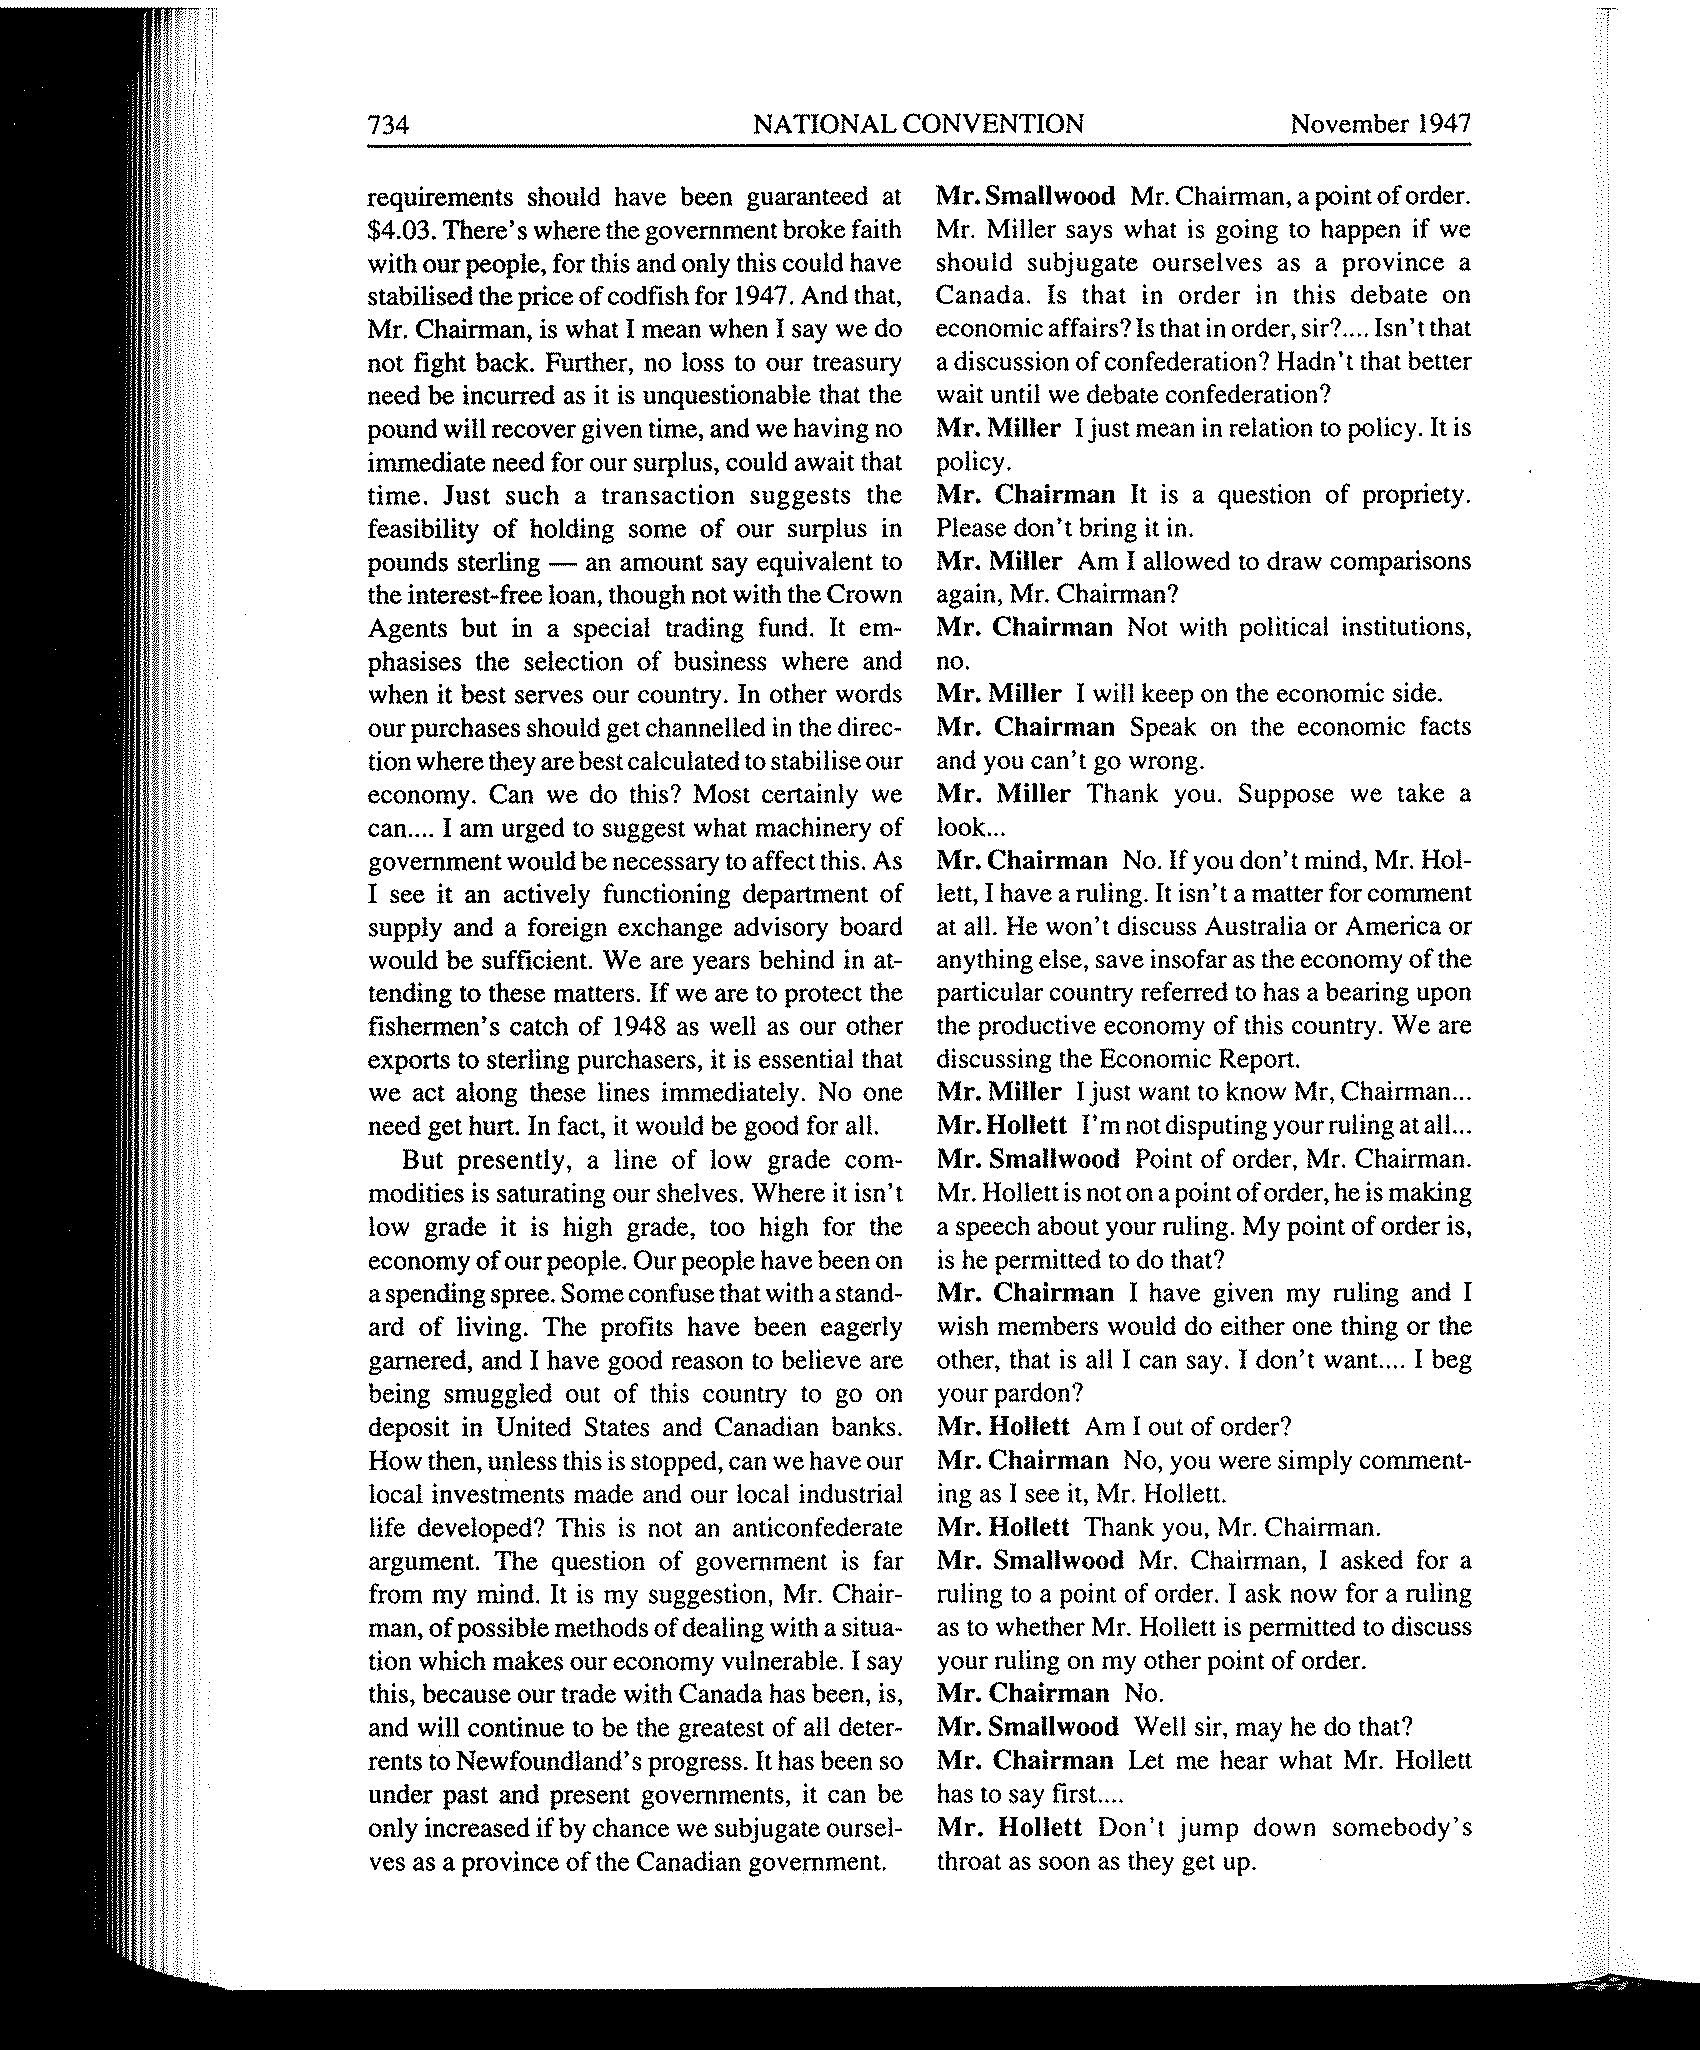 734 NATIONAL CONVENTION November 1947
requirements should have been guaranteed at
$4.03. There's where the government broke faith
with our people, for this and only this could have
stabilised the price of codfish for 1947. And that,
Mr. Chairman, is what I mean when I say we do
not fight back. Further, no loss to our treasury
need be incurred as it is unquestionable that the
pound will recover given time, and we having no
immediate need for our surplus, could await that
time. Just such a transaction suggests the
feasibility of holding some of our surplus in
pounds sterling — an amount say equivalent to
the interest-free loan, though not with the Crown
Agents but in a special trading fund. It em-
phasises the selection of business where and
when it best serves our country. In other words
our purchases should get channelled in the direc-
tion where they are best calculated to stabilise our
economy. Can we do this? Most certainly we
can.... I am urged to suggest what machinery of
government would be necessary to affect this. As
I see it an actively functioning department of
supply and a foreign exchange advisory board
would be sufficient. We are years behind in at-
tending to these matters. If we are to protect the
fishermen's catch of 1948 as well as our other
exports to sterling purchasers, it is essential that
we act along these lines immediately. No one
need get hurt. In fact, it would be good for all.
But presently, a line of low grade com-
modities is saturating our shelves. Where it isn't
low grade it is high grade, too high for the
economy of our people. Our people have been on
a spending spree. Some confuse that with a stand-
ard of living. The profits have been eagerly
garnered, and I have good reason to believe are
being smuggled out of this country to go on
deposit in United States and Canadian banks.
How then, unless this is stopped, can we have our
local investments made and our local industrial
life developed? This is not an anticonfederate
argument. The question of government is far
from my mind. It is my suggestion, Mr. Chair-
man, of possible methods of dealing with a situa-
tion which makes our economy vulnerable. I say
this, because our trade with Canada has been, is,
and will continue to be the greatest of all deter-
rents to Newfoundland's progress. It has been so
under past and present governments, it can be
only increased if by chance we subjugate oursel-
ves as a province of the Canadian government.
Mr. Smallwood Mr. Chairman, a point of order.
Mr. Miller says what is going to happen if we
should subjugate ourselves as a province a
Canada. Is that in order in this debate on
economic affairs? Is that in order, sir?.... Isn't that
a discussion of confederation? Hadn't that better
wait until we debate confederation?
Mr. Miller I just mean in relation to policy. It is
policy.
Mr. Chairman It is a question of propriety.
Please don't bring it in.
Mr. Miller Am I allowed to draw comparisons
again, Mr. Chairman?
Mr. Chairman Not with political institutions,
no.
Mr. Miller I will keep on the economic side.
Mr. Chairman Speak on the economic facts
and you can't go wrong.
Mr. Miller Thank you. Suppose we take a
look...
Mr. Chairman No. If you don't mind, Mr. Hol-
lett, I have a ruling. It isn't a matter for comment
at all. He won't discuss Australia or America or
anything else, save insofar as the economy of the
particular country referred to has a bearing upon
the productive economy of this country. We are
discussing the Economic Report.
Mr. Miller I just want to know Mr, Chairman...
Mr. Hollett I'm not disputing your ruling at all...
Mr. Smallwood Point of order, Mr. Chairman.
Mr. Hollett is not on a point of order, he is making
a speech about your ruling. My point of order is,
is he permitted to do that?
Mr. Chairman I have given my ruling and I
wish members would do either one thing or the
other, that is all I can say. I don't want.... I beg
your pardon?
Mr. Hollett Am I out of order?
Mr. Chairman No, you were simply comment-
ing as I see it, Mr. Hollett.
Mr. Hollett Thank you, Mr. Chairman.
Mr. Smallwood Mr. Chairman, I asked for a
ruling to a point of order. I ask now for a ruling
as to whether Mr. Hollett is permitted to discuss
your ruling on my other point of order.
Mr. Chairman No.
Mr. Smallwood Well sir, may he do that?
Mr. Chairman Let me hear what Mr. Hollett
has to say first....
Mr. Hollett Don't jump down somebody's
throat as soon as they get up.